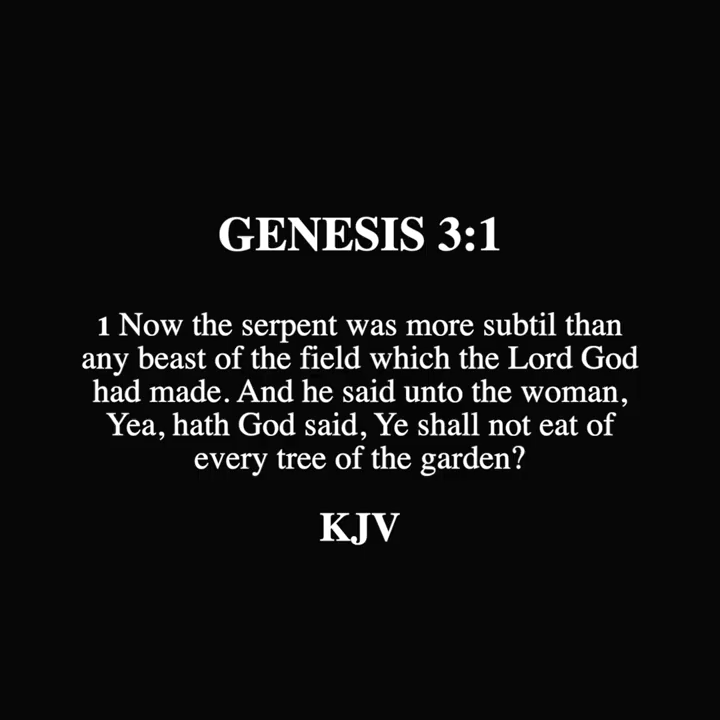 GENESIS 3:1
1 Now the serpent was more subtil than
any beast of the field which the Lord God
had made. And he said unto the woman,
Yea, hath God said, Ye shall not eat of
every tree of the garden?
KJV